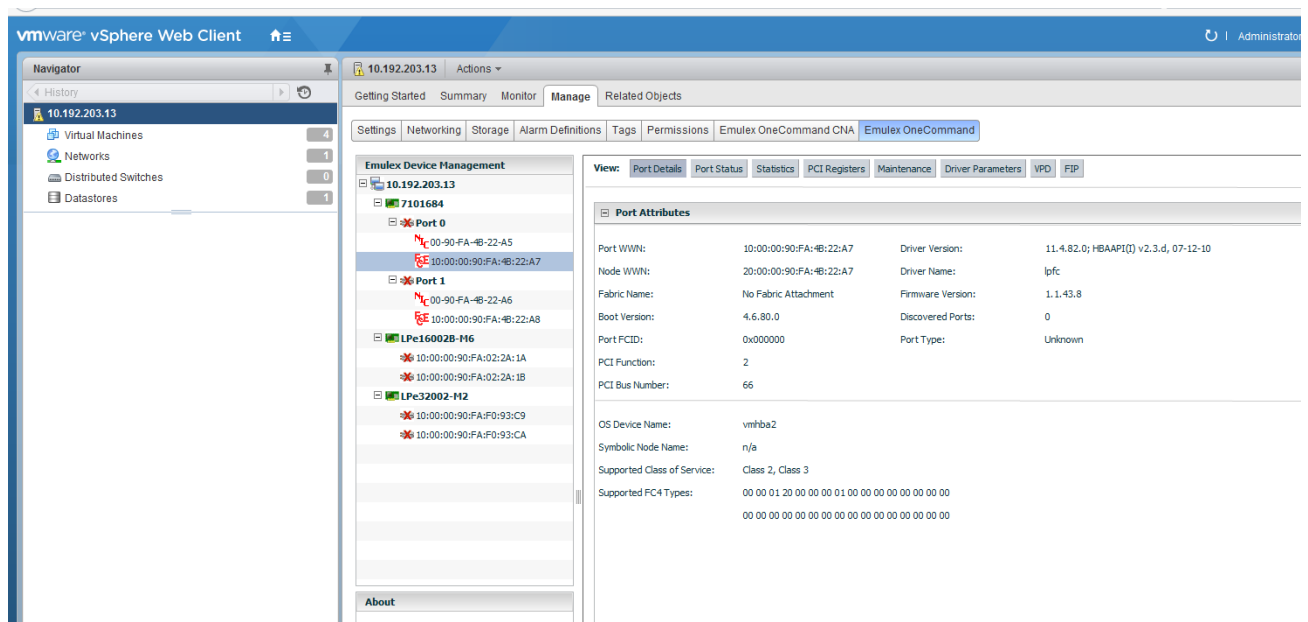 vmware® vSphere Web Client
Administrator
Navigator
History
10.192.203.13
Virtual Machines 4
Networks 1
Distributed Switches 0
Datastores 1
10.192.203.13 Actions
Getting Started Summary Monitor Manage Related Objects
Settings Networking Storage Alarm Definitions Tags Permissions Emulex OneCommand CNA Emulex OneCommand
Emulex Device Management
10.192.203.13
7101684
Port 0
NIC 00-90-FA-4B-22-A5
FCoE 10:00:00:90:FA:4B:22:A7
Port 1
NIC 00-90-FA-4B-22-A6
FCoE 10:00:00:90:FA:4B:22:A8
LPe16002B-M6
10:00:00:90:FA:02:2A:1A
10:00:00:90:FA:02:2A:1B
LPe32002-M2
10:00:00:90:FA:F0:93:C9
10:00:00:90:FA:F0:93:CA
About
View: Port Details Port Status Statistics PCI Registers Maintenance Driver Parameters VPD FIP
Port Attributes
Port WWN: 10:00:00:90:FA:4B:22:A7 Driver Version: 11.4.82.0; HBAAPI(I) v2.3.d, 07-12-10
Node WWN: 20:00:00:90:FA:4B:22:A7 Driver Name: lpfc
Fabric Name: No Fabric Attachment Firmware Version: 1.1.43.8
Boot Version: 4.6.80.0 Discovered Ports: 0
Port FCID: 0x000000 Port Type: Unknown
PCI Function: 2
PCI Bus Number: 66
OS Device Name: vmhba2
Symbolic Node Name: n/a
Supported Class of Service: Class 2, Class 3
Supported FC4 Types: 00 00 01 20 00 00 00 01 00 00 00 00 00 00 00 00
00 00 00 00 00 00 00 00 00 00 00 00 00 00 00 00